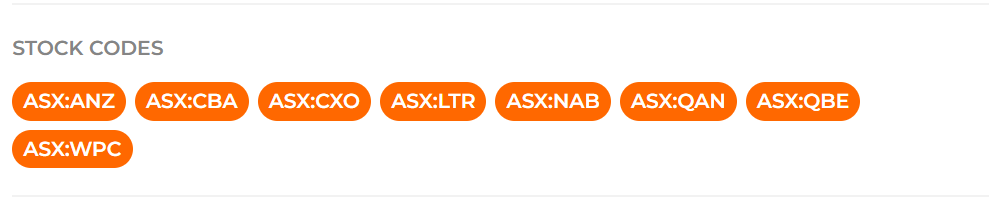 STOCK CODES
ASX:ANZ ASX:CBA ASX:CXO ASX:LTR ASX:NAB ASX:QAN ASX:QBE
ASX:WPC